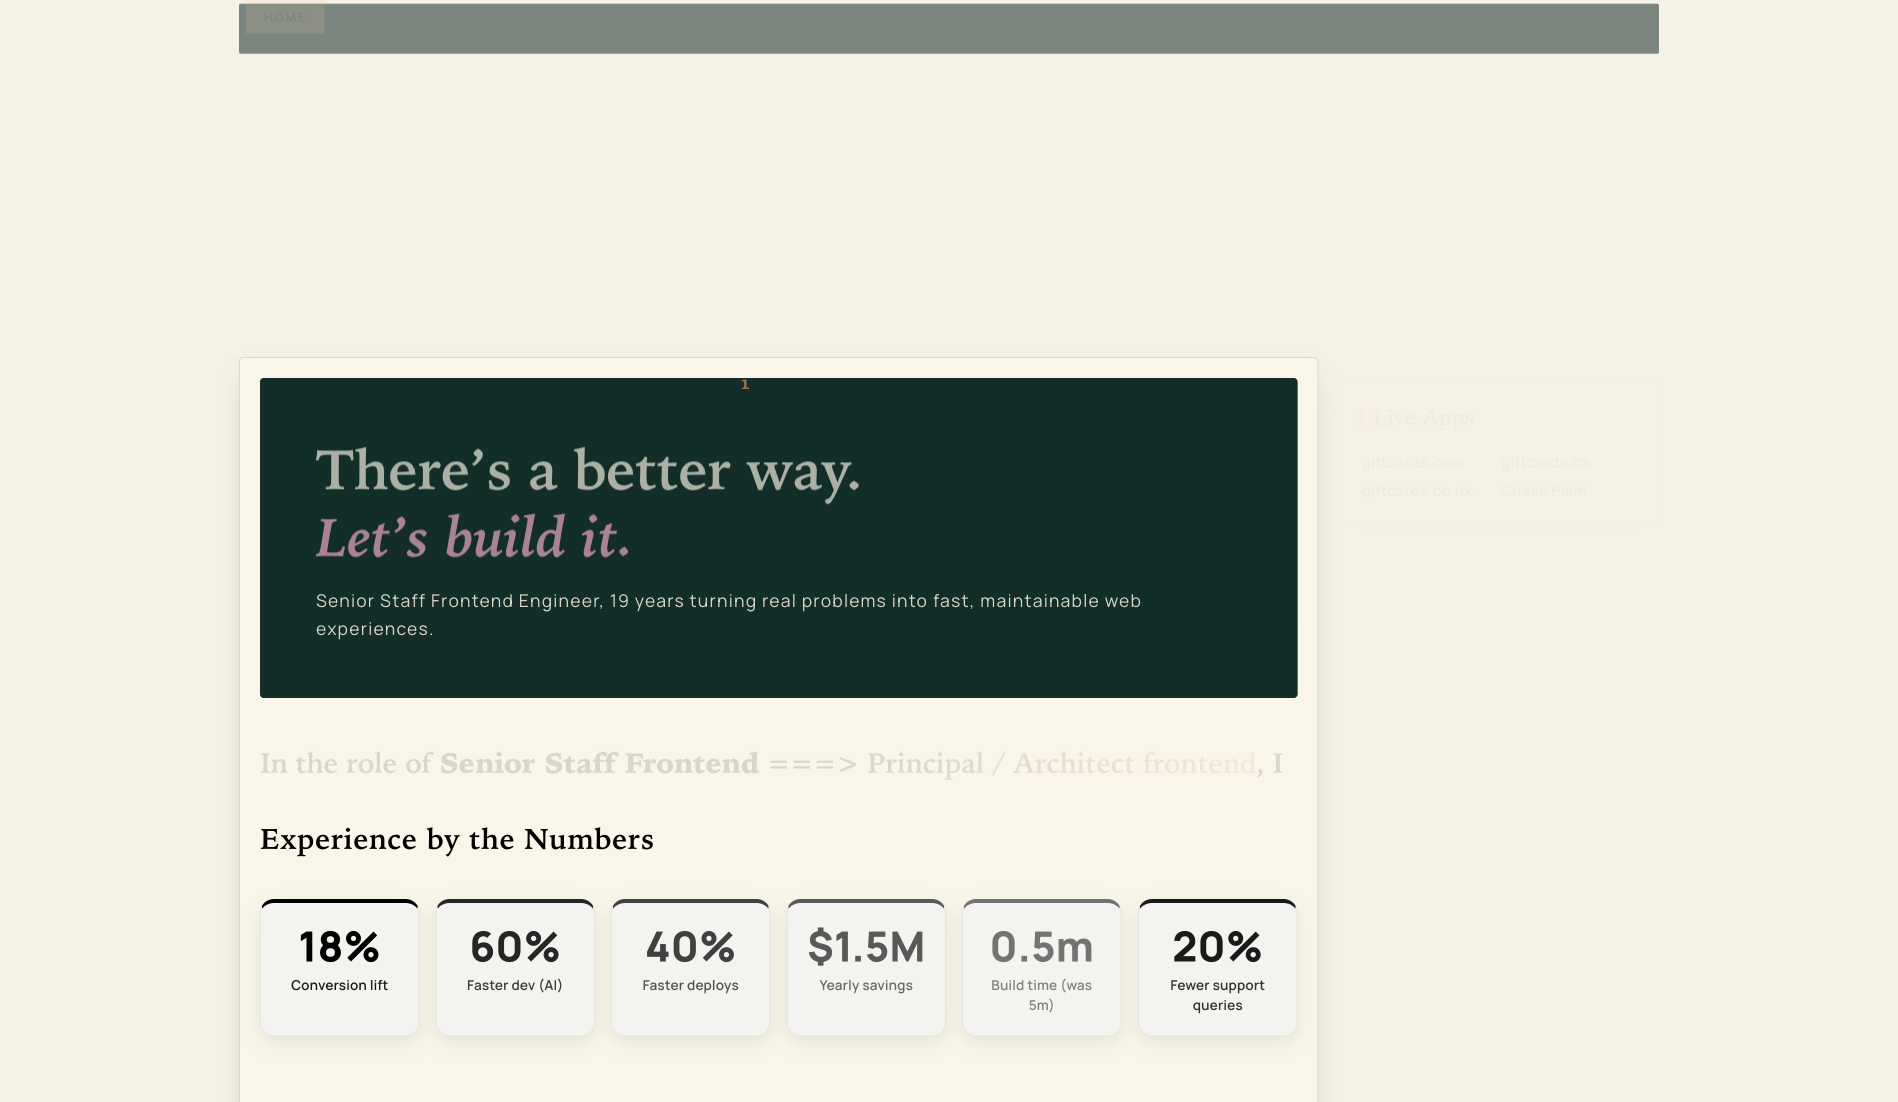 HOME
1
There’s a better way.
Let’s build it.
Senior Staff Frontend Engineer, 19 years turning real problems into fast, maintainable web
experiences.
Live Apps
giftcards.com giftcards.ca
giftcards.co.uk Chase Palm
In the role of Senior Staff Frontend ===> Principal / Architect frontend, I
Experience by the Numbers
18%
Conversion lift
60%
Faster dev (AI)
40%
Faster deploys
$1.5M
Yearly savings
0.5m
Build time (was
5m)
20%
Fewer support
queries